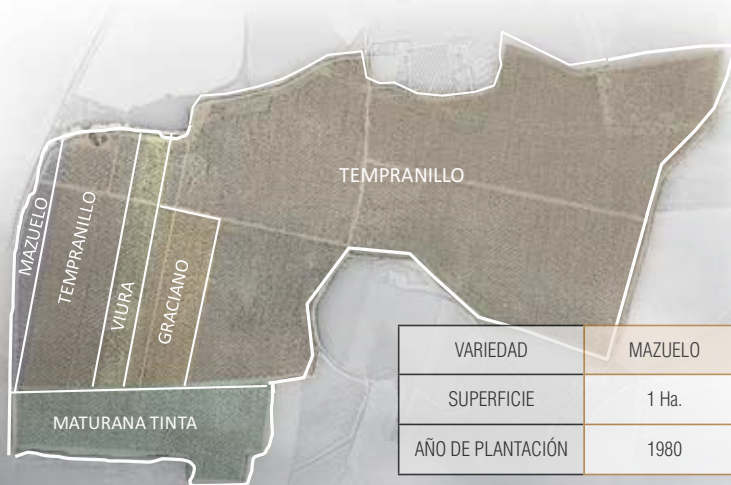 TEMPRANILLO
MAZUELO
TEMPRANILLO
VIURA
GRACIANO
MATURANA TINTA
VARIEDAD MAZUELO
SUPERFICIE 1 Ha.
AÑO DE PLANTACIÓN 1980